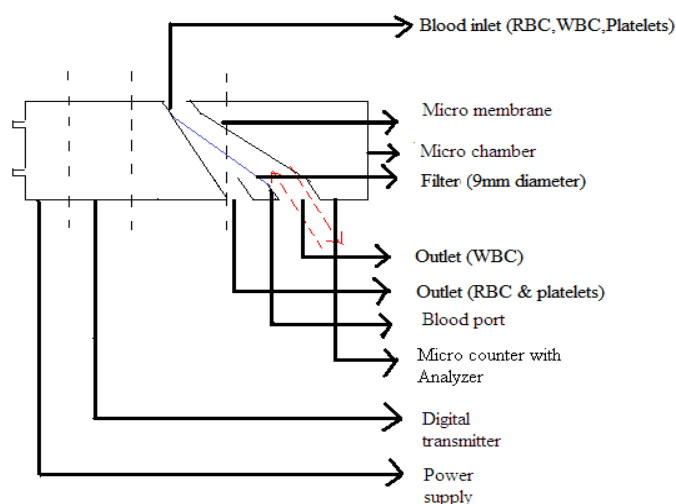 Blood inlet (RBC,WBC,Platelets)
Micro membrane
Micro chamber
Filter (9mm diameter)
Outlet (WBC)
Outlet (RBC & platelets)
Blood port
Micro counter with
Analyzer
Digital
transmitter
Power
supply